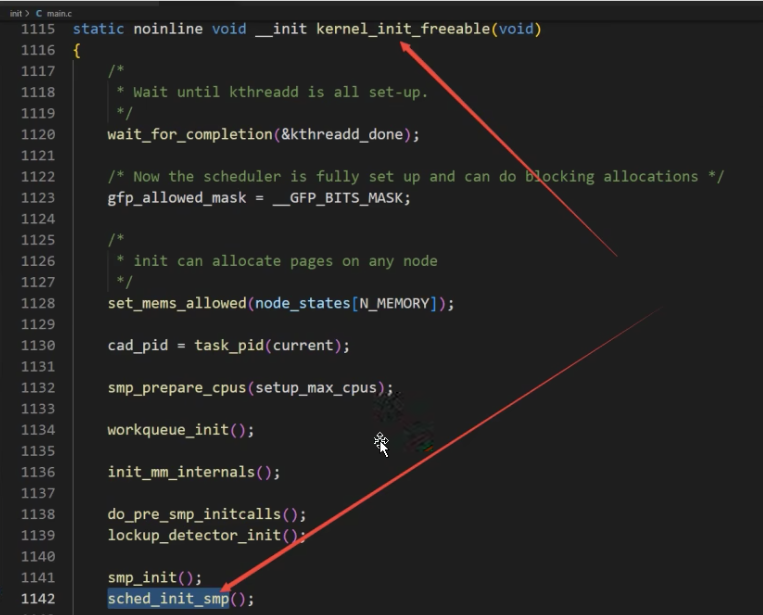 init > C main.c
1115 static noinline void __init kernel_init_freeable(void)
1116 {
1117 /*
1118 * Wait until kthreadd is all set-up.
1119 */
1120 wait_for_completion(&kthreadd_done);
1121
1122 /* Now the scheduler is fully set up and can do blocking allocations */
1123 gfp_allowed_mask = __GFP_BITS_MASK;
1124
1125 /*
1126 * init can allocate pages on any node
1127 */
1128 set_mems_allowed(node_states[N_MEMORY]);
1129
1130 cad_pid = task_pid(current);
1131
1132 smp_prepare_cpus(setup_max_cpus);
1133
1134 workqueue_init();
1135
1136 init_mm_internals();
1137
1138 do_pre_smp_initcalls();
1139 lockup_detector_init();
1140
1141 smp_init();
1142 sched_init_smp();